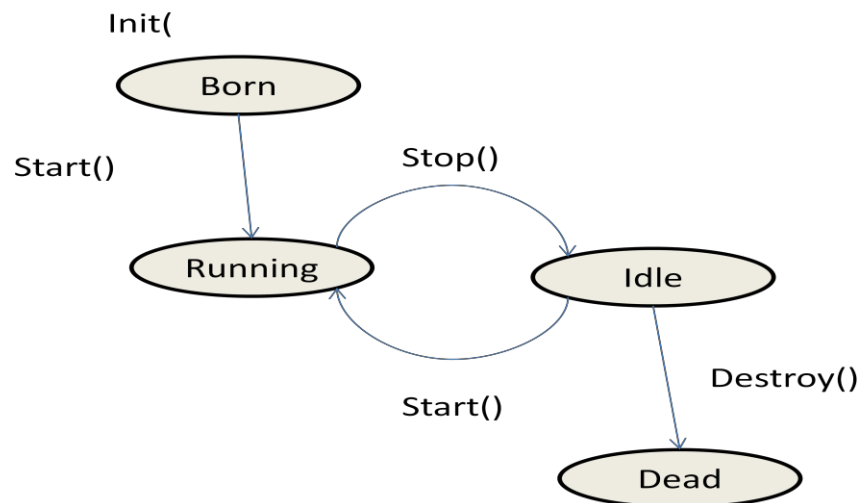 Init(
Born
Start()
Stop()
Running
Idle
Destroy()
Start()
Dead